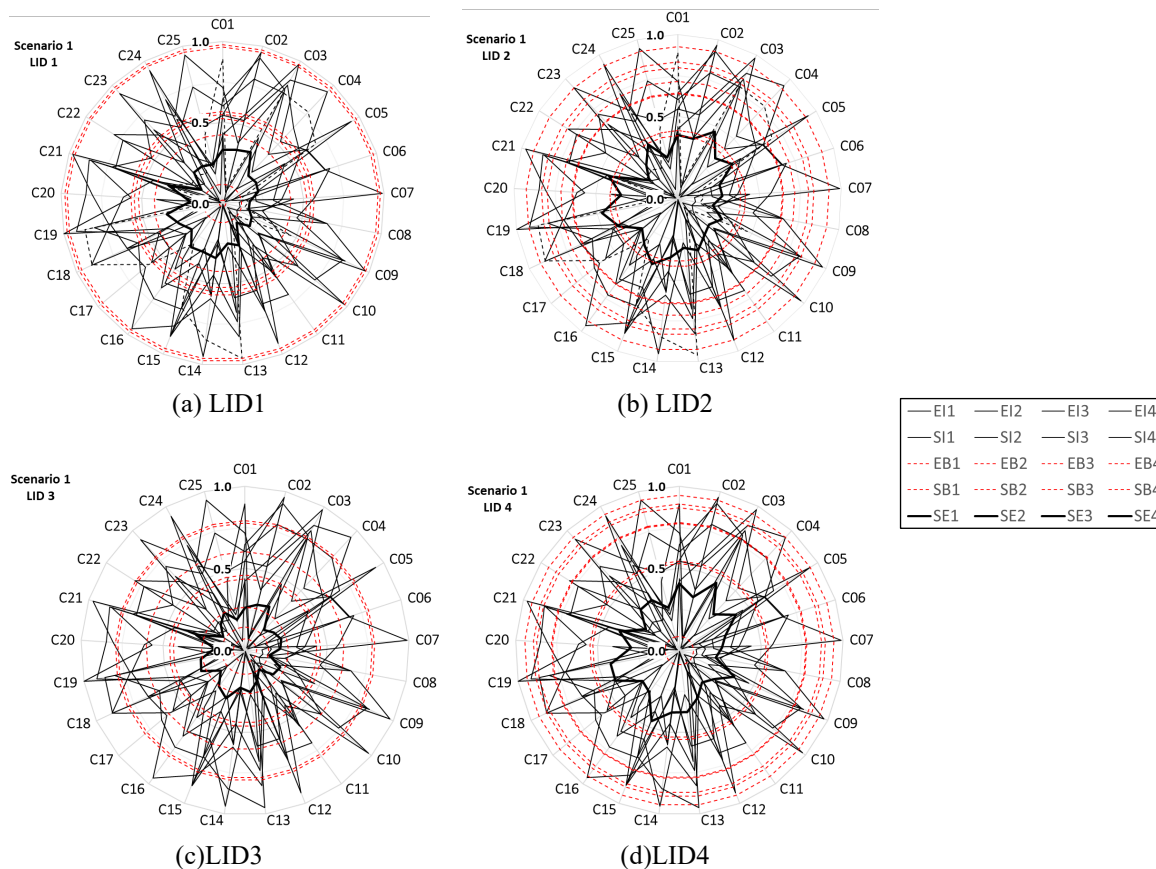 Scenario 1
LID 1
C01
C02
C03
C04
C05
C06
C07
C08
C09
C10
C11
C12
C13
C14
C15
C16
C17
C18
C19
C20
C21
C22
C23
C24
C25
1.0
0.5
0.0
(a) LID1
Scenario 1
LID 2
C01
C02
C03
C04
C05
C06
C07
C08
C09
C10
C11
C12
C13
C14
C15
C16
C17
C18
C19
C20
C21
C22
C23
C24
C25
1.0
0.5
0.0
(b) LID2
EI1 EI2 EI3 EI4
SI1 SI2 SI3 SI4
EB1 EB2 EB3 EB4
SB1 SB2 SB3 SB4
SE1 SE2 SE3 SE4
Scenario 1
LID 3
C01
C02
C03
C04
C05
C06
C07
C08
C09
C10
C11
C12
C13
C14
C15
C16
C17
C18
C19
C20
C21
C22
C23
C24
C25
1.0
0.5
0.0
(c)LID3
Scenario 1
LID 4
C01
C02
C03
C04
C05
C06
C07
C08
C09
C10
C11
C12
C13
C14
C15
C16
C17
C18
C19
C20
C21
C22
C23
C24
C25
1.0
0.5
0.0
(d)LID4